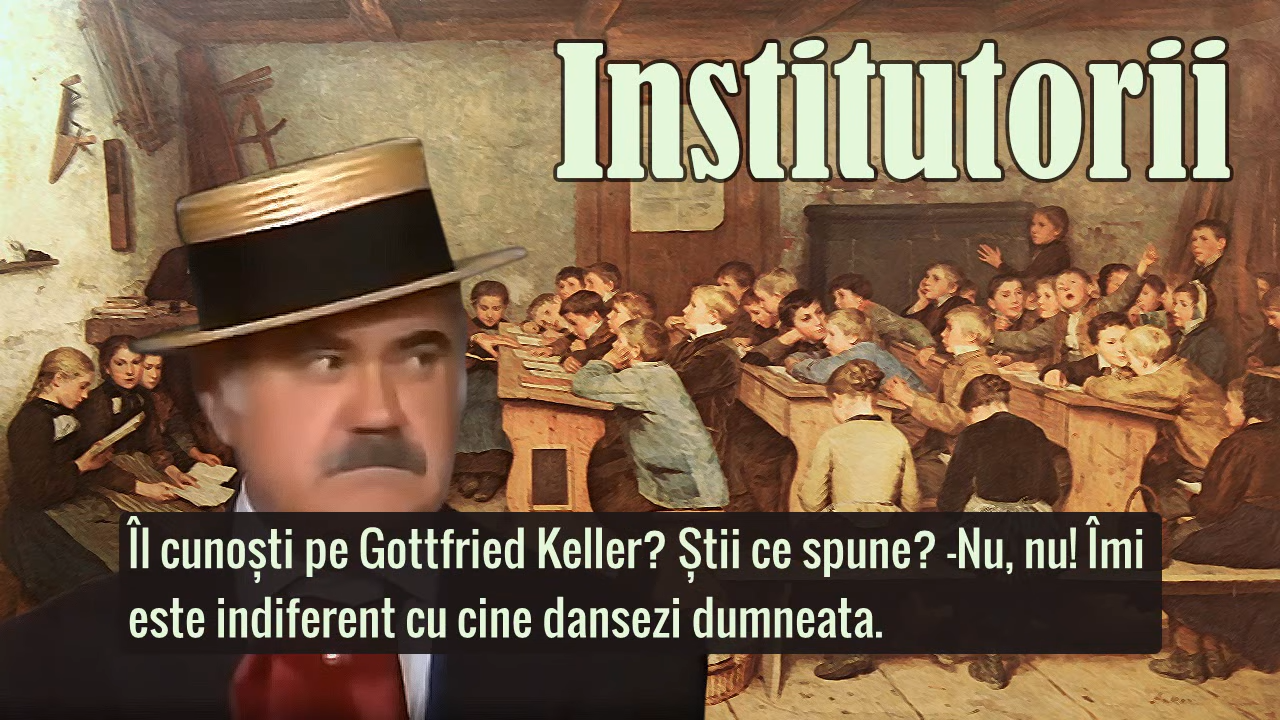 Institutorii
Îl cunoști pe Gottfried Keller? Știi ce spune? -Nu, nu! Îmi
este indiferent cu cine dansezi dumneata.